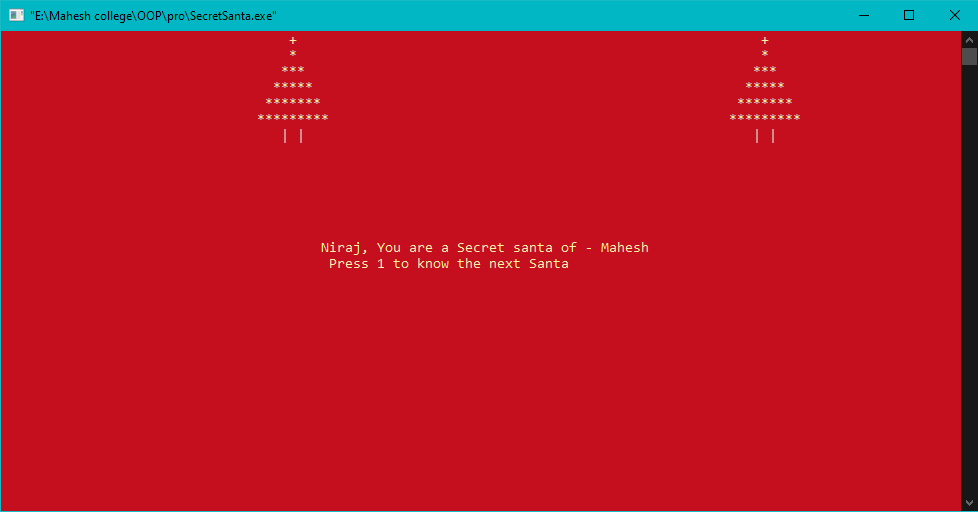 "E:\Mahesh college\OOP\pro\SecretSanta.exe"
+ +
* *
*** ***
***** *****
******* *******
********* *********
| | | |
Niraj, You are a Secret santa of - Mahesh
Press 1 to know the next Santa